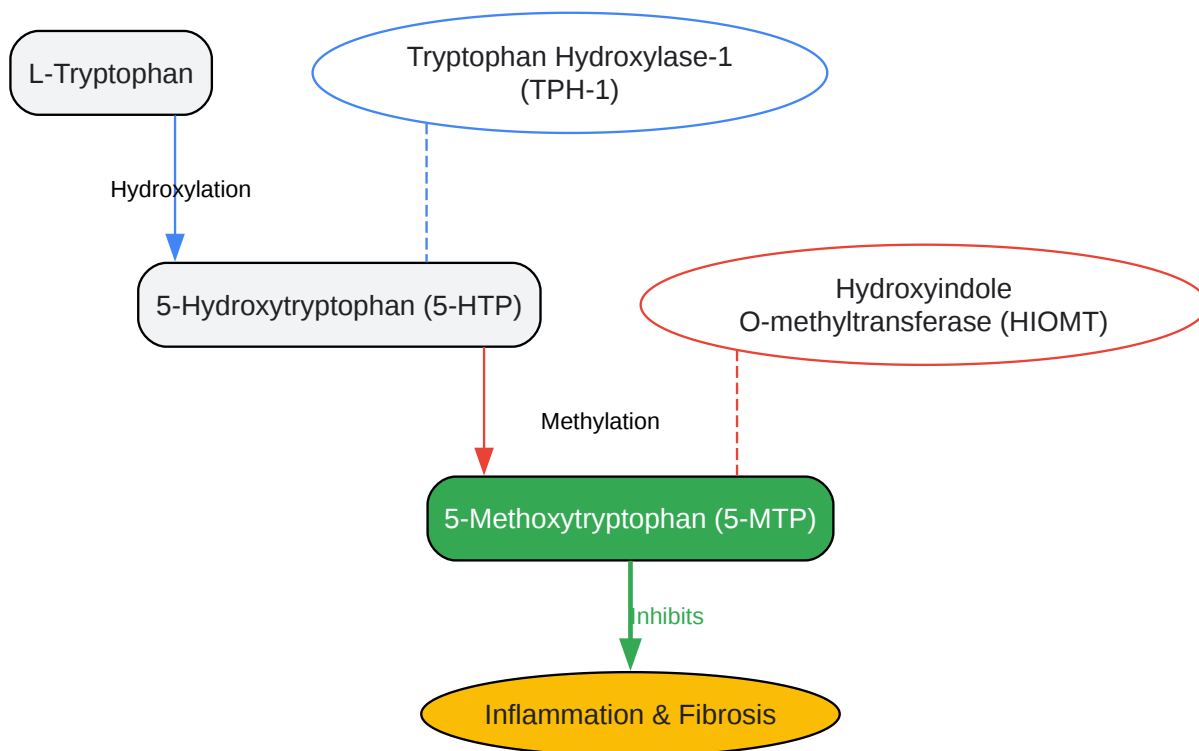 L-Tryptophan
Tryptophan Hydroxylase-1
(TPH-1)
Hydroxylation
5-Hydroxytryptophan (5-HTP)
Hydroxyindole
O-methyltransferase (HIOMT)
Methylation
5-Methoxytryptophan (5-MTP)
Inhibits
Inflammation & Fibrosis